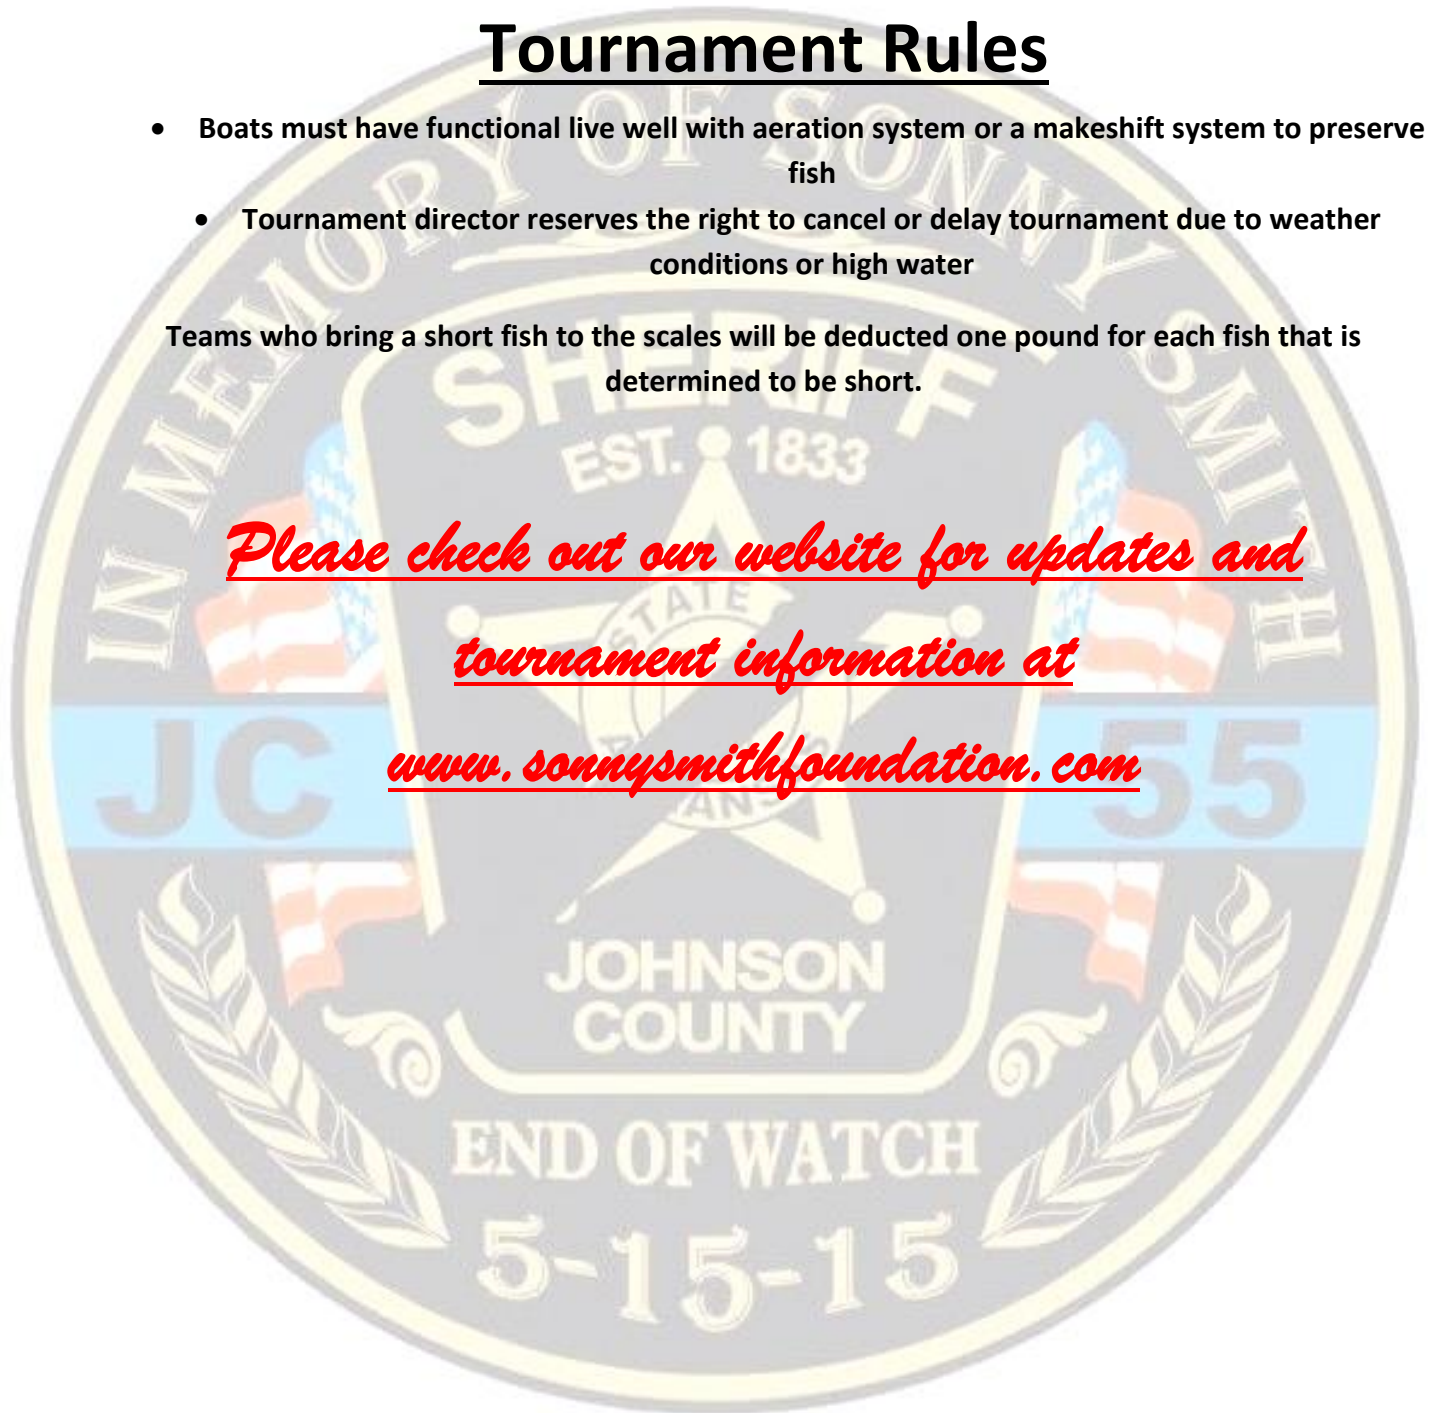 Tournament Rules
• Boats must have functional live well with aeration system or a makeshift system to preserve
fish
• Tournament director reserves the right to cancel or delay tournament due to weather
conditions or high water
Teams who bring a short fish to the scales will be deducted one pound for each fish that is
determined to be short.
Please check out our website for updates and
tournament information at
www.sonnysmithfoundation.com
IN MEMORY OF SONNY SMITH
SHERIFF
EST. 1833
STATE
JC 55
JOHNSON
COUNTY
END OF WATCH
5-15-15